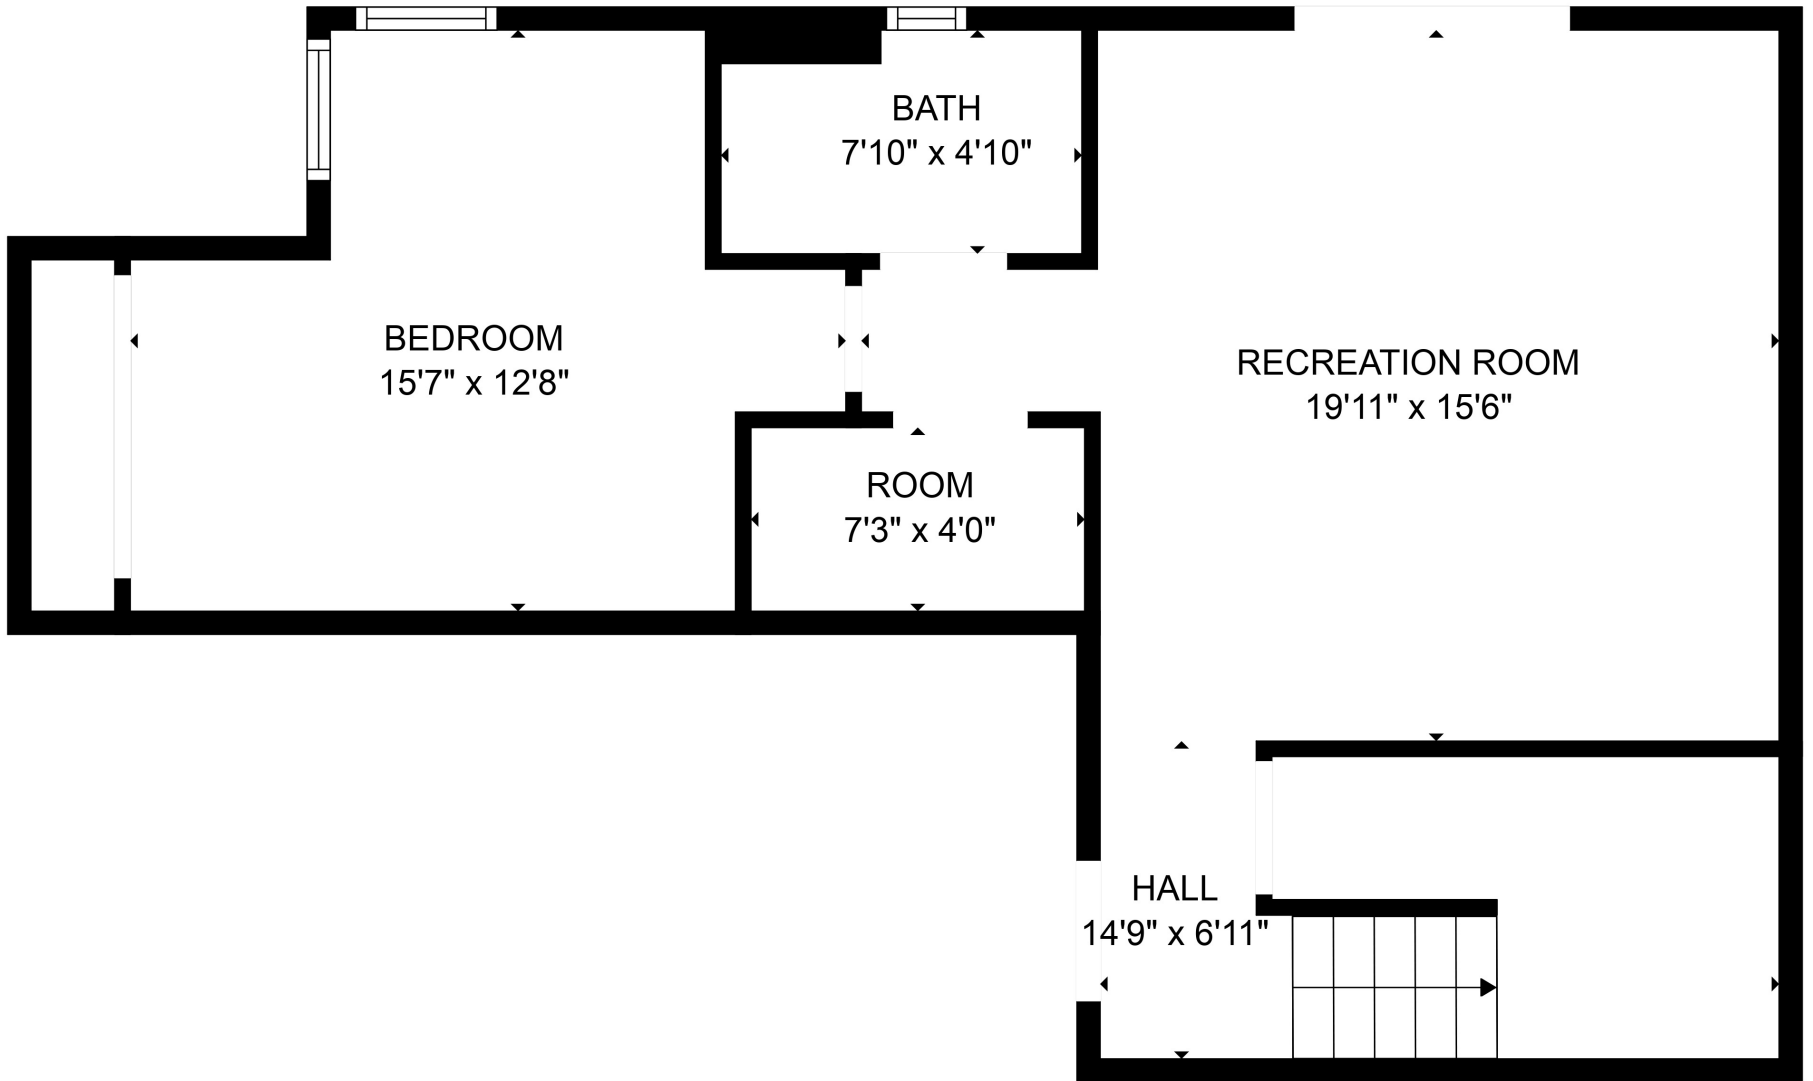 BATH
7'10" x 4'10"
BEDROOM
15'7" x 12'8"
RECREATION ROOM
19'11" x 15'6"
ROOM
7'3" x 4'0"
HALL
14'9" x 6'11"